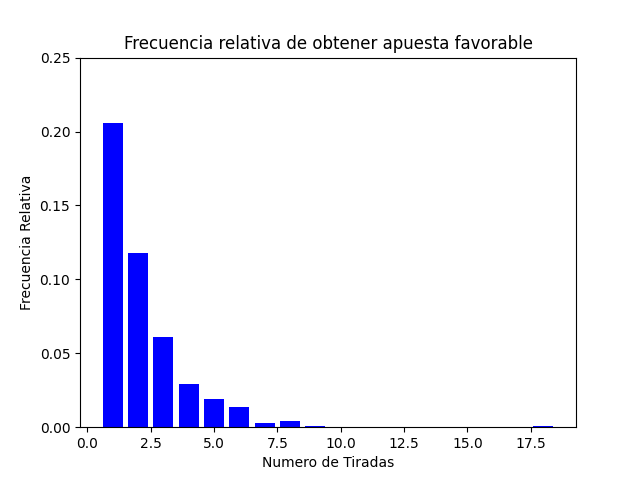 Frecuencia relativa de obtener apuesta favorable
0.25
0.20
0.15
0.10
0.05
0.00
Frecuencia Relativa
0.0 2.5 5.0 7.5 10.0 12.5 15.0 17.5
Numero de Tiradas